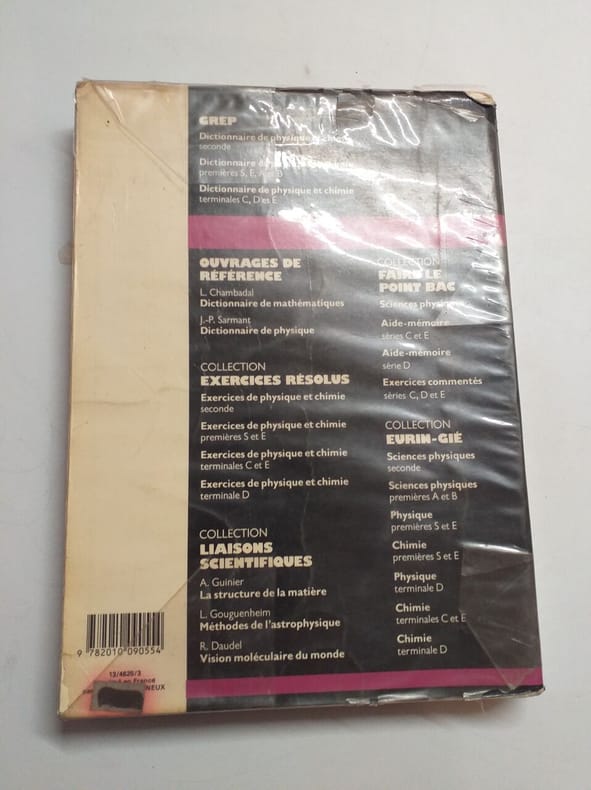 GREP
Dictionnaire de physique et chimie
seconde
Dictionnaire
premières S, E, A et B
Dictionnaire de physique et chimie
terminales C, D et E
OUVRAGES DE
RÉFÉRENCE
L. Chambadal
Dictionnaire de mathématiques
J.-P. Sarmant
Dictionnaire de physique
COLLECTION
EXERCICES RÉSOLUS
Exercices de physique et chimie
seconde
Exercices de physique et chimie
premières S et E
Exercices de physique et chimie
terminales C et E
Exercices de physique et chimie
terminale D
COLLECTION
LIAISONS
SCIENTIFIQUES
A. Guinier
La structure de la matière
L. Gouguenheim
Méthodes de l'astrophysique
R. Daudel
Vision moléculaire du monde
COLLECTION
FAIRE LE
POINT BAC
Sciences physiques
Aide-mémoire
séries C et E
Aide-mémoire
série D
Exercices commentés
séries C, D et E
COLLECTION
EURIN-GIÉ
Sciences physiques
seconde
Sciences physiques
premières A et B
Physique
premières S et E
Chimie
premières S et E
Physique
terminale D
Chimie
terminales C et E
Chimie
terminale D
9 782010 090554
13/4620/3
en France